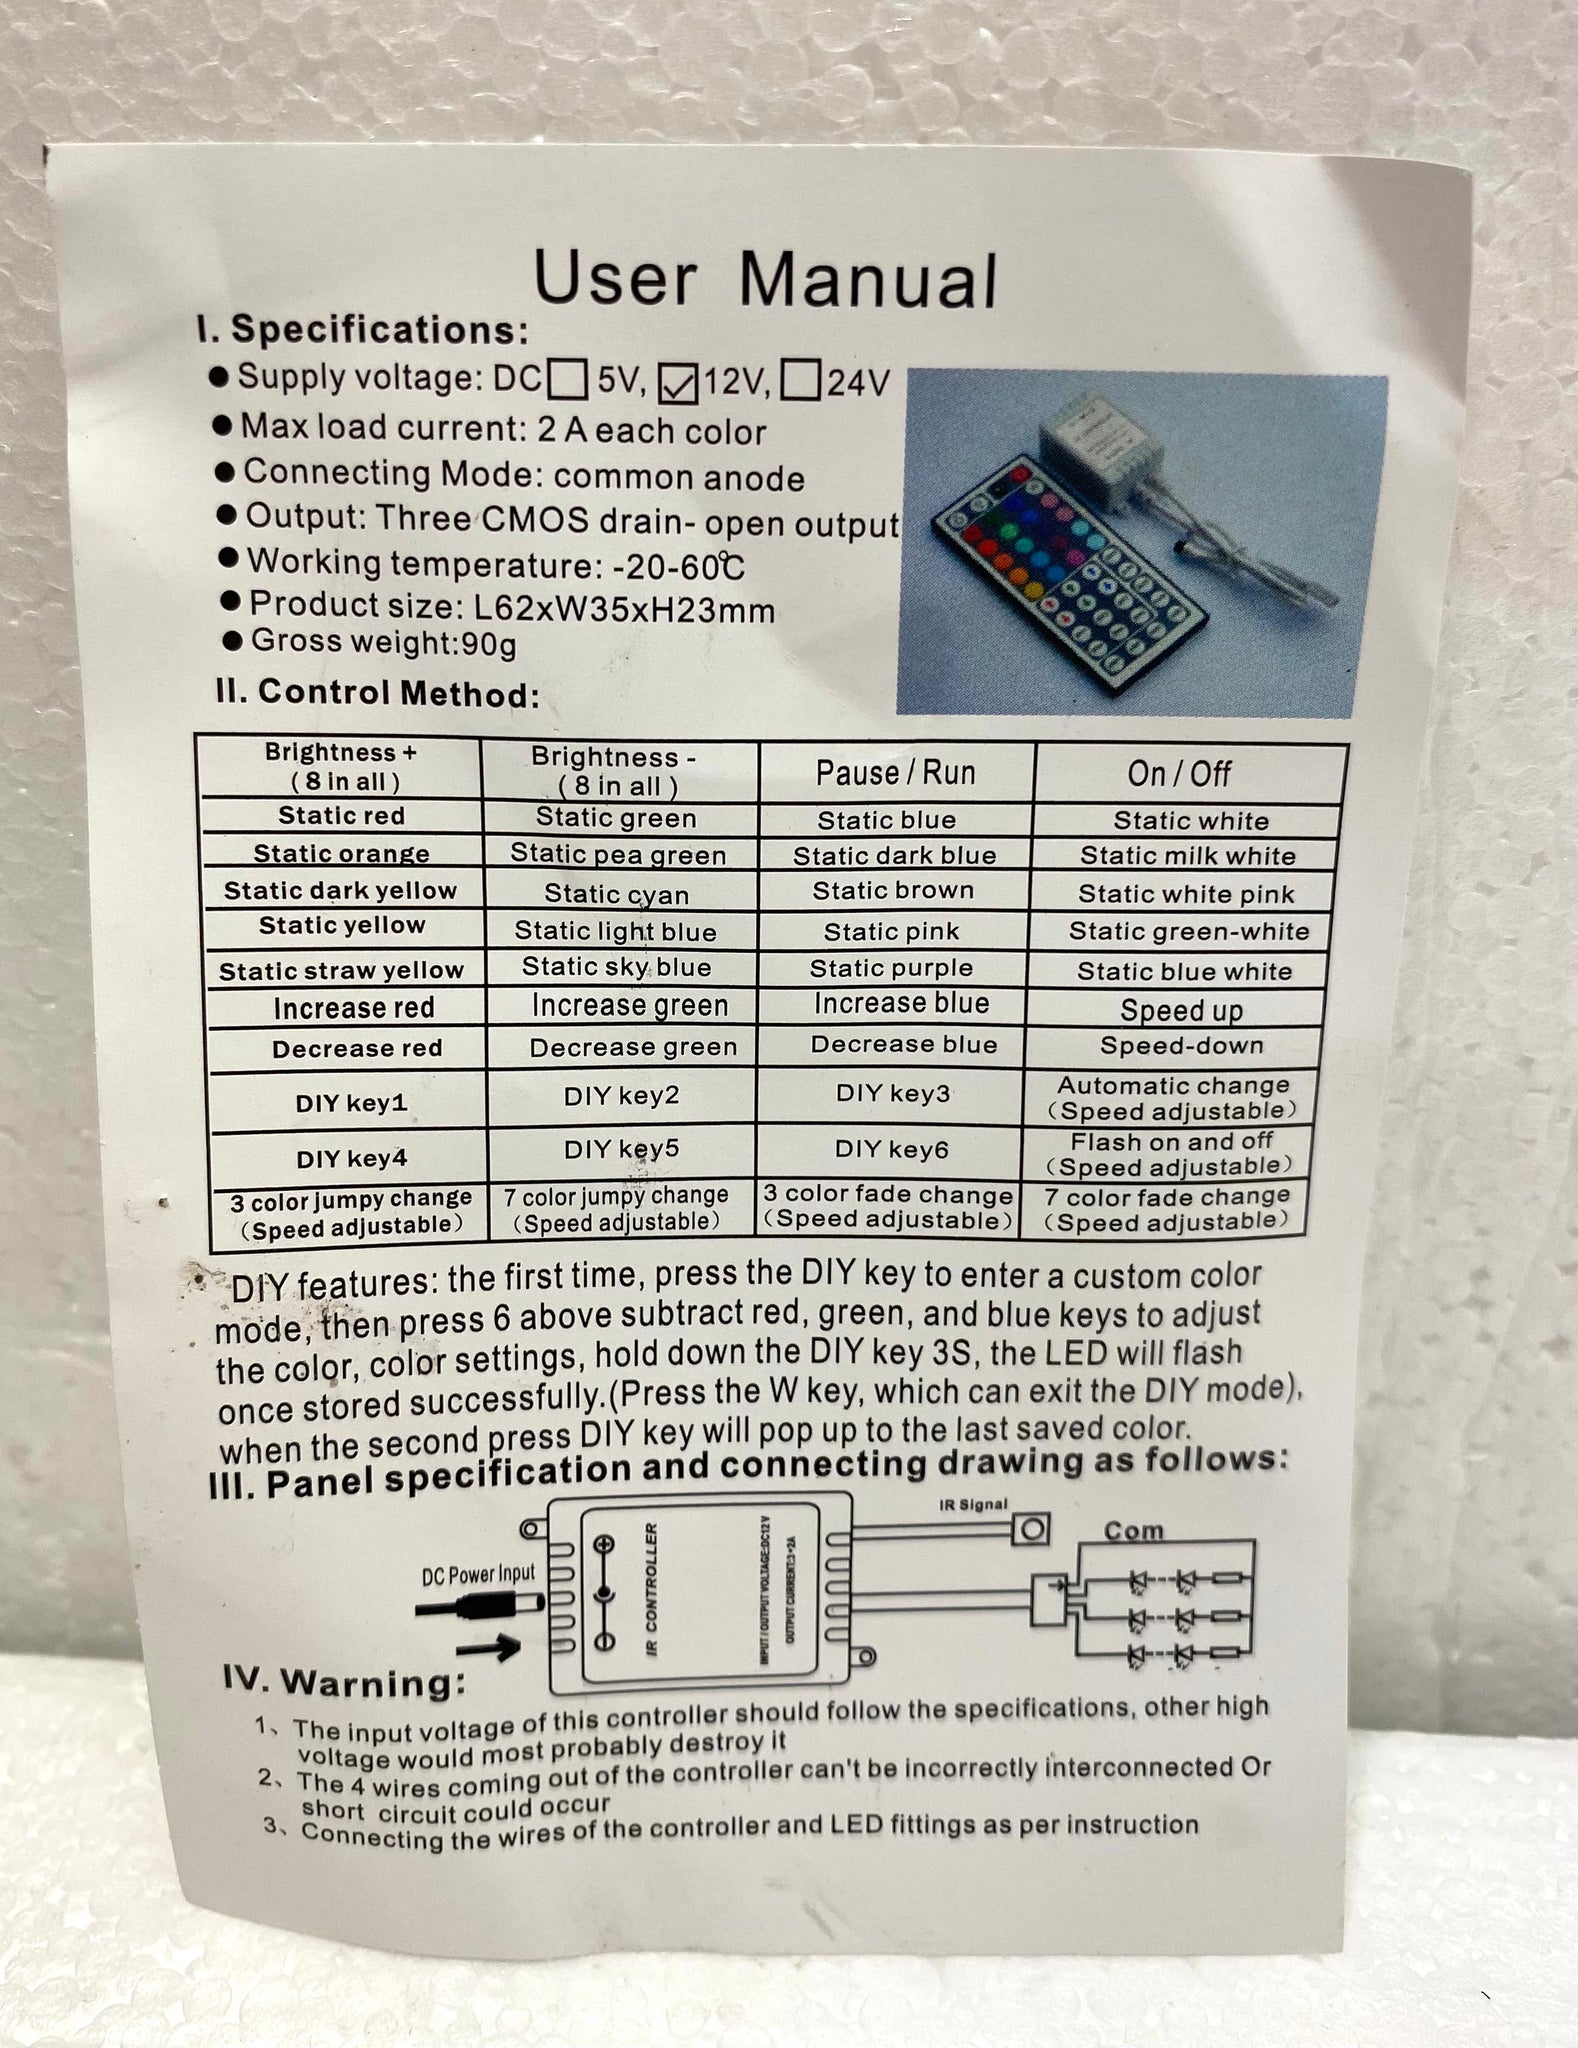 User Manual
I. Specifications:
●Supply voltage: DC☐5V, ☑12V, ☐24V
●Max load current: 2 A each color
●Connecting Mode: common anode
●Output: Three CMOS drain- open output
●Working temperature: -20-60℃
●Product size: L62xW35xH23mm
●Gross weight:90g
II. Control Method:
Brightness + Brightness - Pause / Run On / Off
( 8 in all ) ( 8 in all )
Static red Static green Static blue Static white
Static orange Static pea green Static dark blue Static milk white
Static dark yellow Static cyan Static brown Static white pink
Static yellow Static light blue Static pink Static green-white
Static straw yellow Static sky blue Static purple Static blue white
Increase red Increase green Increase blue Speed up
Decrease red Decrease green Decrease blue Speed-down
DIY key1 DIY key2 DIY key3 Automatic change
(Speed adjustable)
DIY key4 DIY key5 DIY key6 Flash on and off
(Speed adjustable)
3 color jumpy change 7 color jumpy change 3 color fade change 7 color fade change
(Speed adjustable) (Speed adjustable) (Speed adjustable) (Speed adjustable)
DIY features: the first time, press the DIY key to enter a custom color
mode, then press 6 above subtract red, green, and blue keys to adjust
the color, color settings, hold down the DIY key 3S, the LED will flash
once stored successfully.(Press the W key, which can exit the DIY mode),
when the second press DIY key will pop up to the last saved color.
III. Panel specification and connecting drawing as follows:
DC Power Input
IR CONTROLLER
INPUT / OUTPUT VOLTAGE:DC12V
OUTPUT CURRENT:3*2A
IR Signal
Com
IV. Warning:
1、The input voltage of this controller should follow the specifications, other high
voltage would most probably destroy it
2、The 4 wires coming out of the controller can't be incorrectly interconnected Or
short circuit could occur
3、Connecting the wires of the controller and LED fittings as per instruction